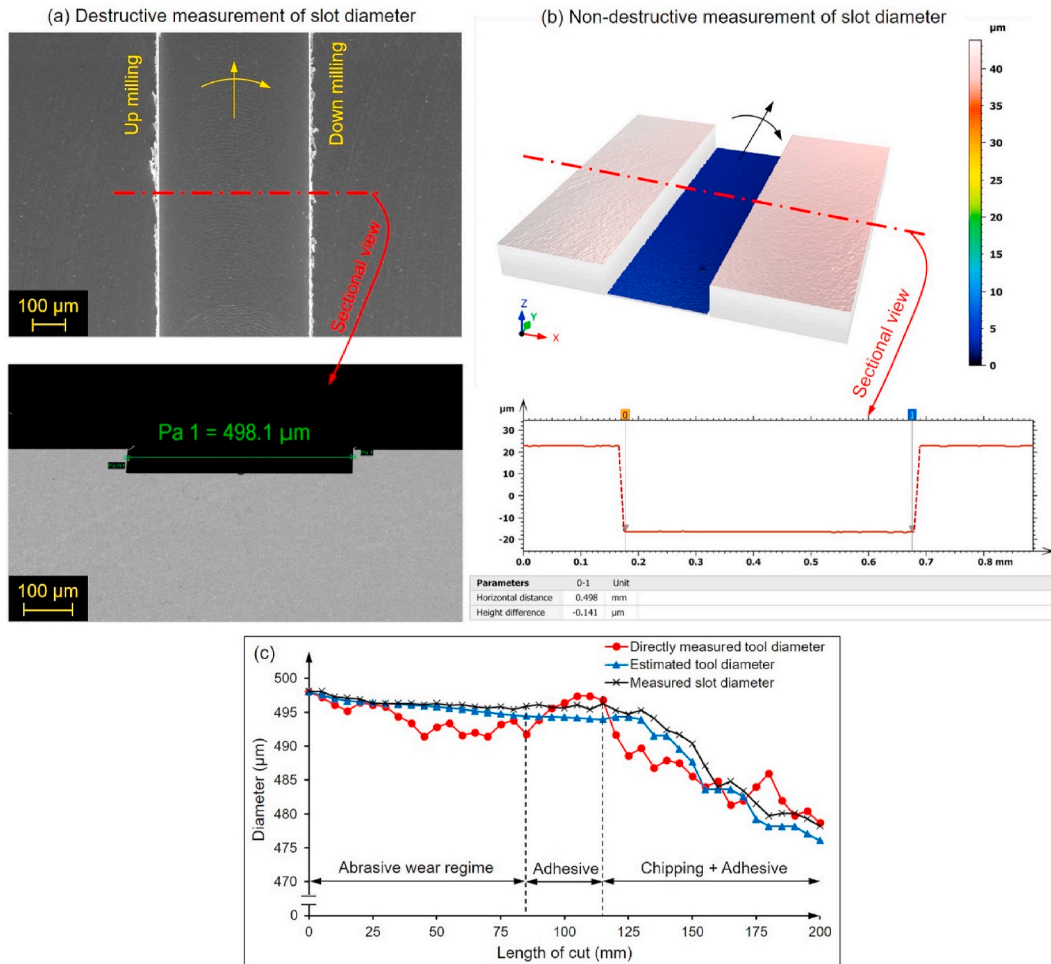 (a) Destructive measurement of slot diameter
Up milling
Down milling
Sectional view
100 µm
Pa 1 = 498.1 µm
100 µm
(b) Non-destructive measurement of slot diameter
µm
40
35
30
25
20
15
10
5
0
Z
Y
X
Sectional view
µm
0
1
30
20
10
0
-10
-20
0.0 0.1 0.2 0.3 0.4 0.5 0.6 0.7 0.8 mm
Parameters 0-1 Unit
Horizontal distance 0.498 mm
Height difference -0.141 µm
(c)
Directly measured tool diameter
Estimated tool diameter
Measured slot diameter
Diameter (µm)
500
495
490
485
480
475
470
0
Abrasive wear regime
Adhesive
Chipping + Adhesive
0 25 50 75 100 125 150 175 200
Length of cut (mm)